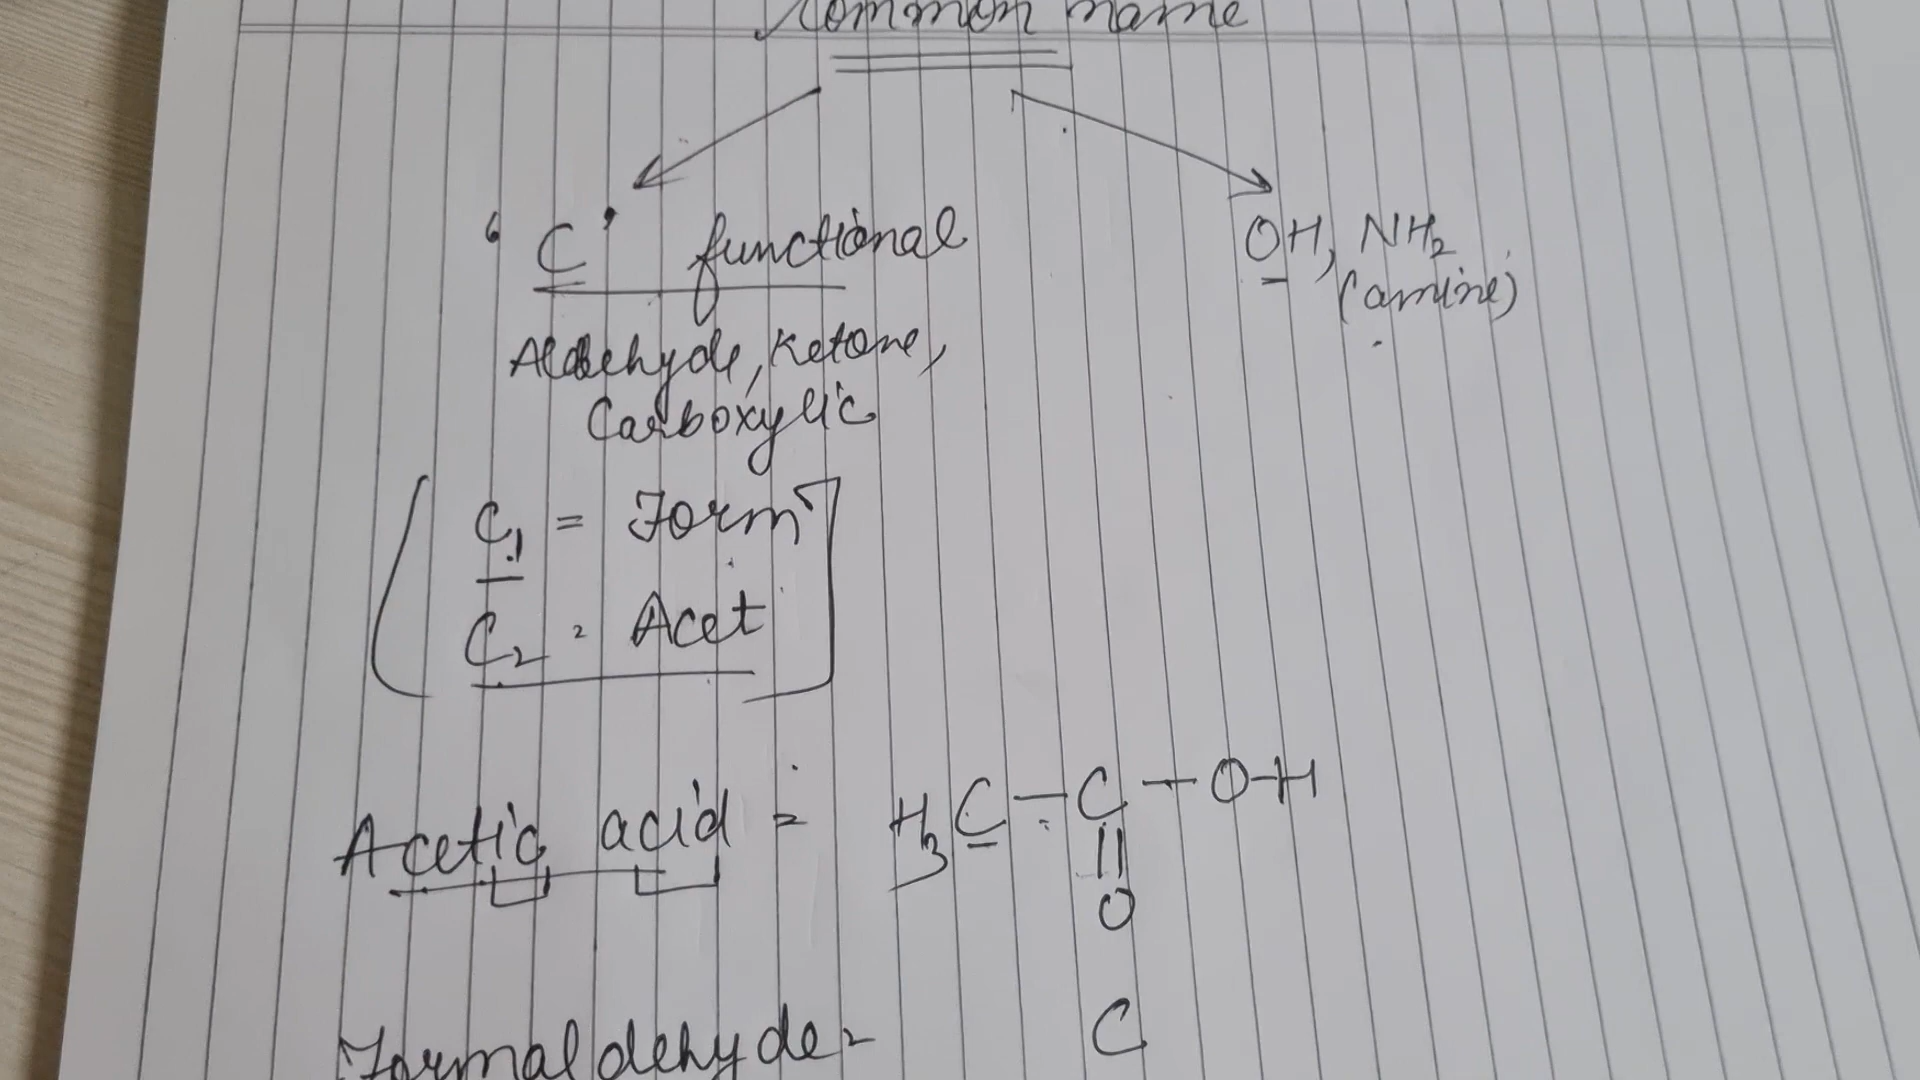 Common name
'C' functional
Aldehyde, Ketone,
Carboxylic
OH, NH2
(amine)
C1 = Form
C2 = Acet
Acetic acid = H3C - C - O-H
||
O
Formaldehyde = C